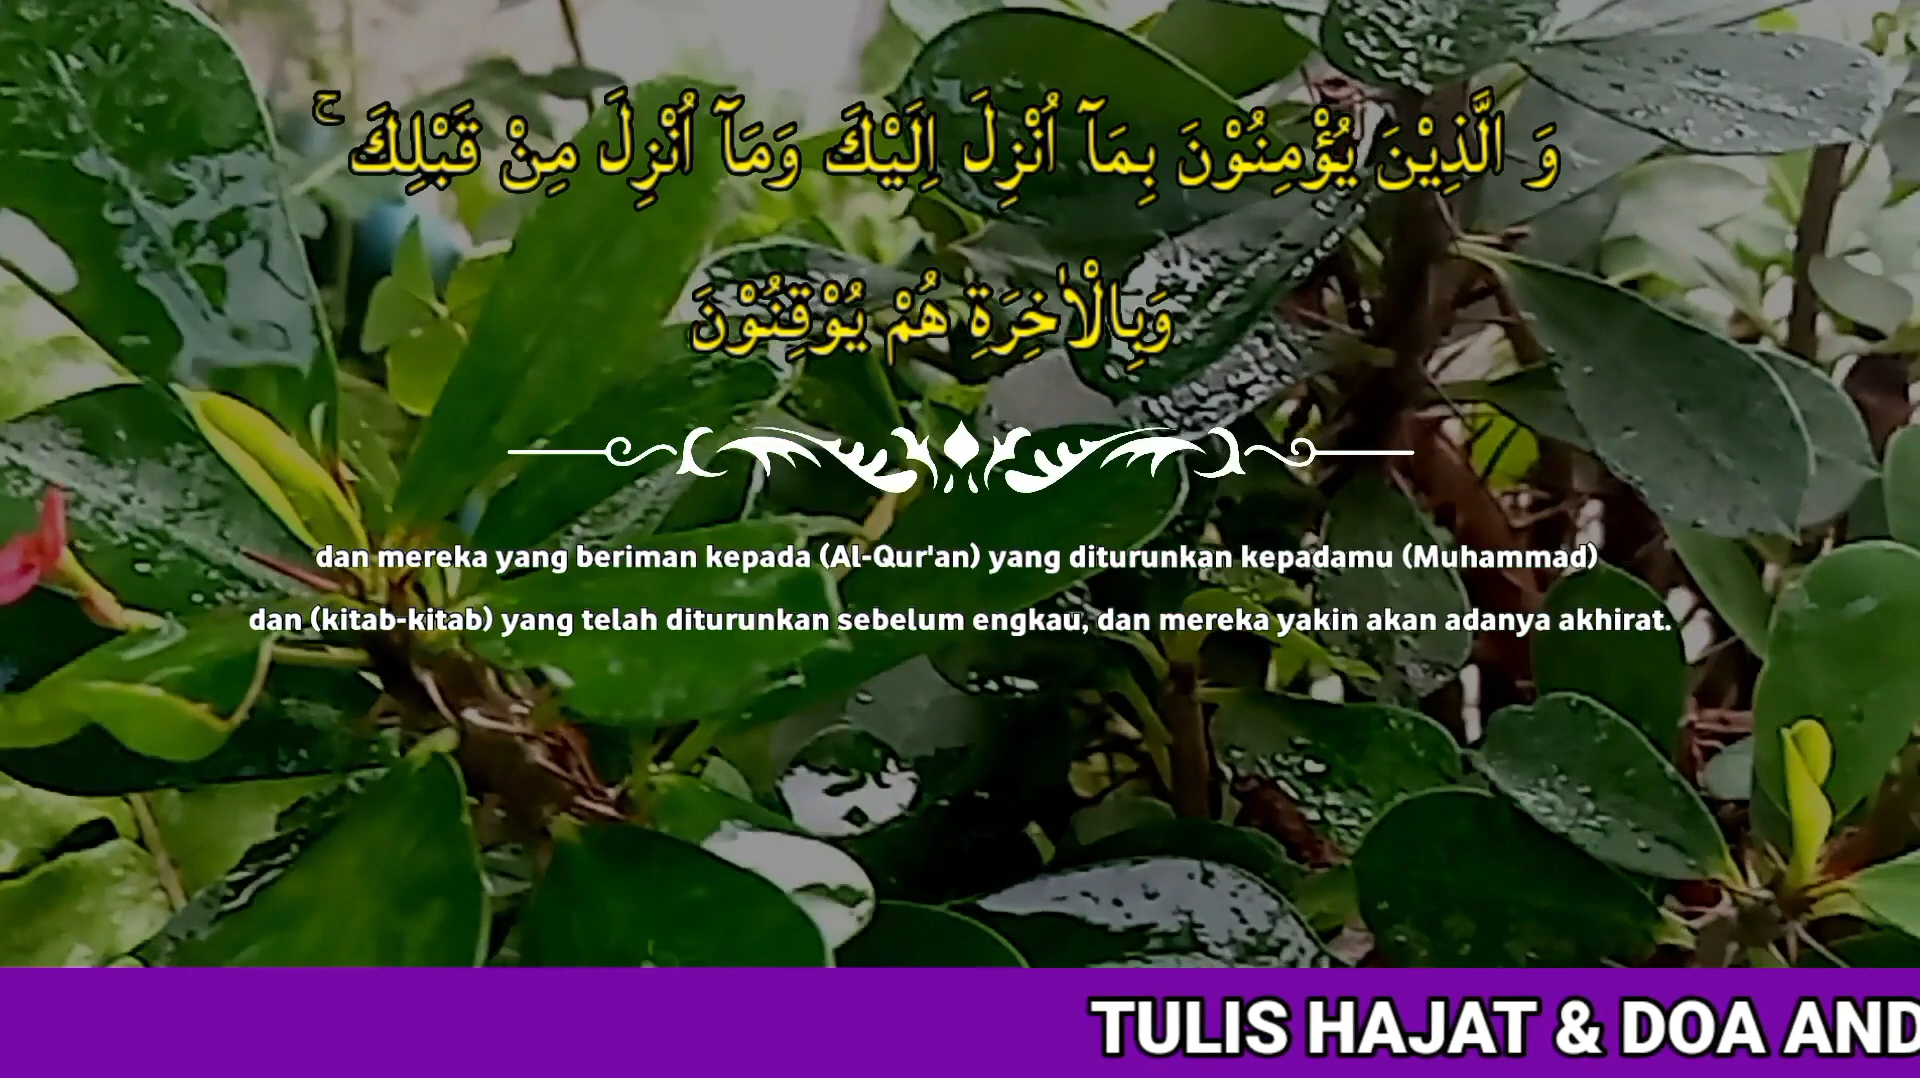 وَ الَّذِيْنَ يُؤْمِنُوْنَ بِمَآ اُنْزِلَ اِلَيْكَ وَمَآ اُنْزِلَ مِنْ قَبْلِكَ ۚ
وَبِالْاٰخِرَةِ هُمْ يُوْقِنُوْنَ
dan mereka yang beriman kepada (Al-Qur'an) yang diturunkan kepadamu (Muhammad)
dan (kitab-kitab) yang telah diturunkan sebelum engkau, dan mereka yakin akan adanya akhirat.
TULIS HAJAT & DOA AND